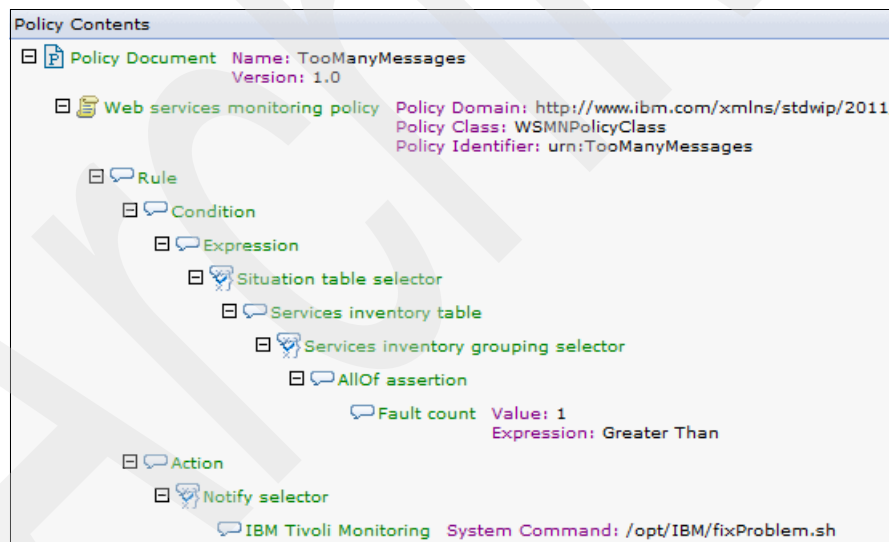 Policy Contents
Policy Document Name: TooManyMessages
Version: 1.0
Web services monitoring policy Policy Domain: http://www.ibm.com/xmlns/stdwip/2011
Policy Class: WSMNPolicyClass
Policy Identifier: urn:TooManyMessages
Rule
Condition
Expression
Situation table selector
Services inventory table
Services inventory grouping selector
AllOf assertion
Fault count Value: 1
Expression: Greater Than
Action
Notify selector
IBM Tivoli Monitoring System Command: /opt/IBM/fixProblem.sh